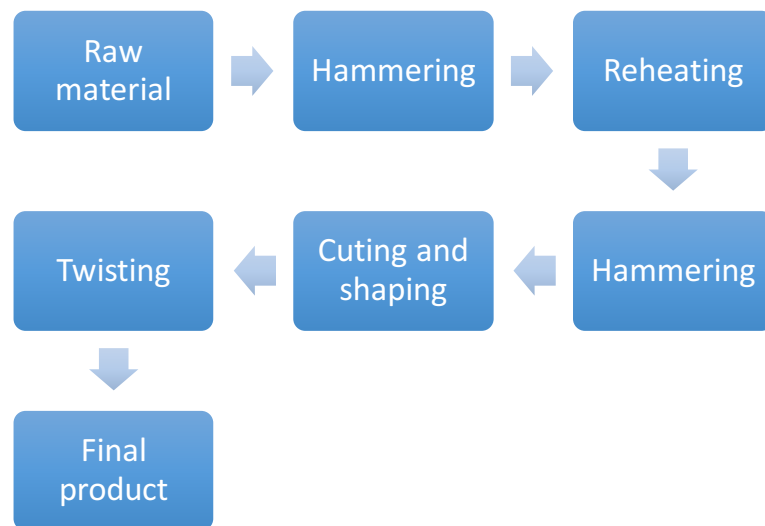 Raw
material
Hammering
Reheating
Hammering
Cuting and
shaping
Twisting
Final
product